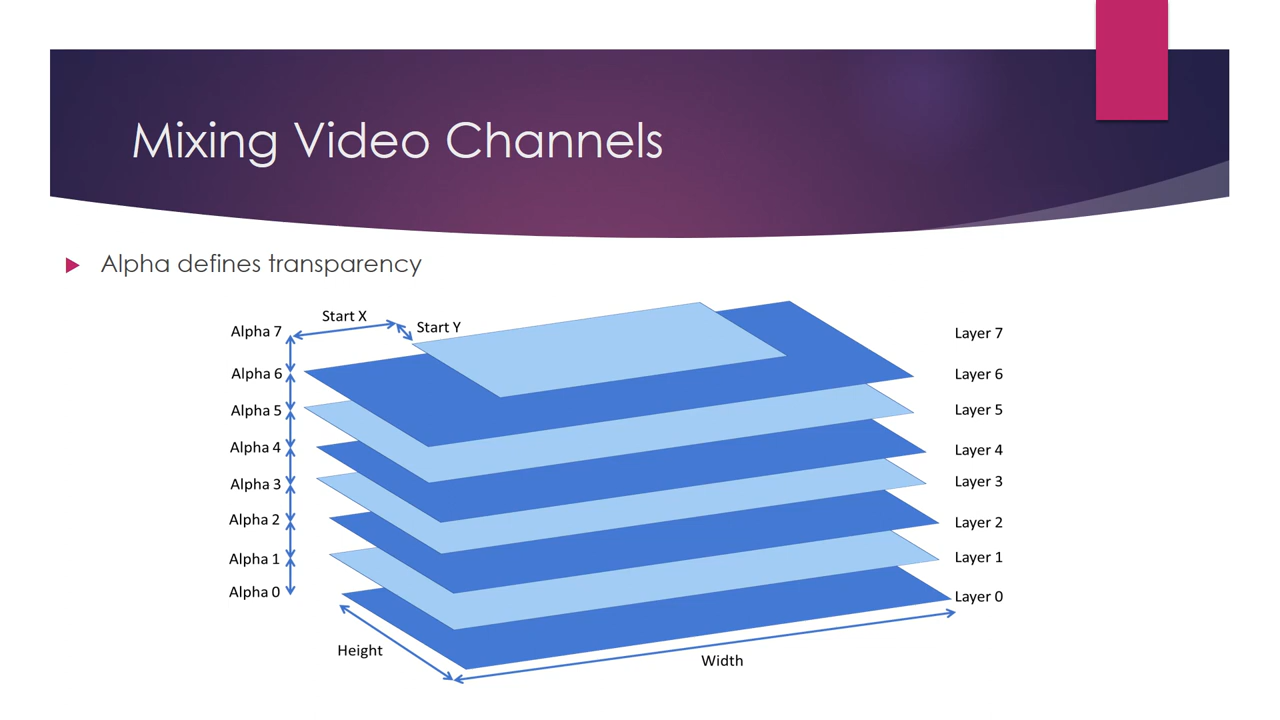 Mixing Video Channels
Alpha defines transparency
Start X
Start Y
Alpha 7
Layer 7
Alpha 6
Layer 6
Alpha 5
Layer 5
Alpha 4
Layer 4
Alpha 3
Layer 3
Alpha 2
Layer 2
Alpha 1
Layer 1
Alpha 0
Layer 0
Height
Width